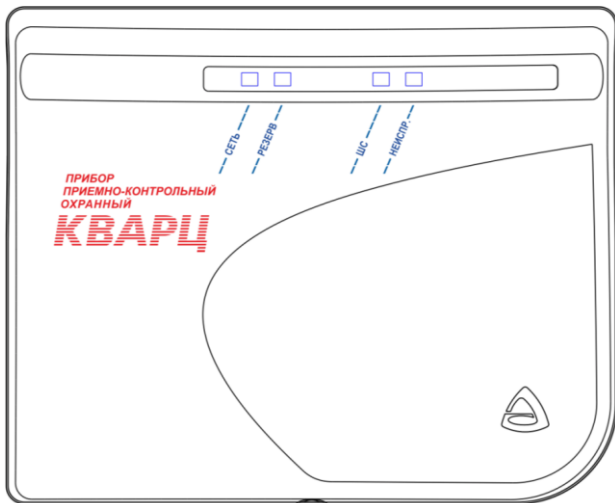 СЕТЬ
РЕЗЕРВ
ШС
НЕИСПР.
ПРИБОР
ПРИЕМНО-КОНТРОЛЬНЫЙ
ОХРАННЫЙ
КВАРЦ